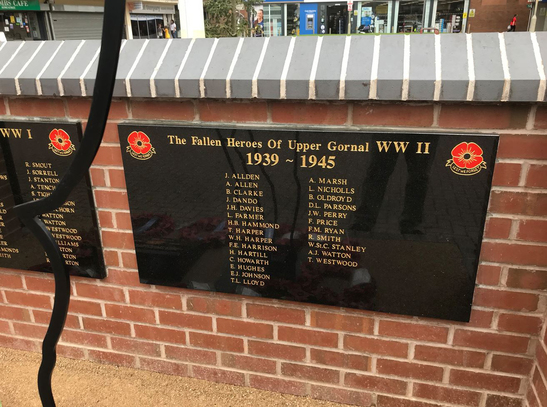 CAFE
WW I
R. SMOUT
J. SORRELL
J. STANTON
The Fallen Heroes Of Upper Gornal WW II
1939 ~ 1945
J. ALLDEN
A. ALLEN
B. CLARKE
J. DANDO
J.H. DAVIES
L. FARMER
H.B. HAMMOND
T. HARPER
W.H. HARPER
F.E. HARRISON
H. HARTILL
C. HOWARTH
E. HUGHES
E.J. JOHNSON
T.L. LLOYD
A. MARSH
L. NICHOLLS
B. OLDROYD
D.L. PARSONS
J.W. PERRY
F. PRICE
F.M. RYAN
R. SMITH
W.St.C. STANLEY
A.J. WATTON
T. WESTWOOD